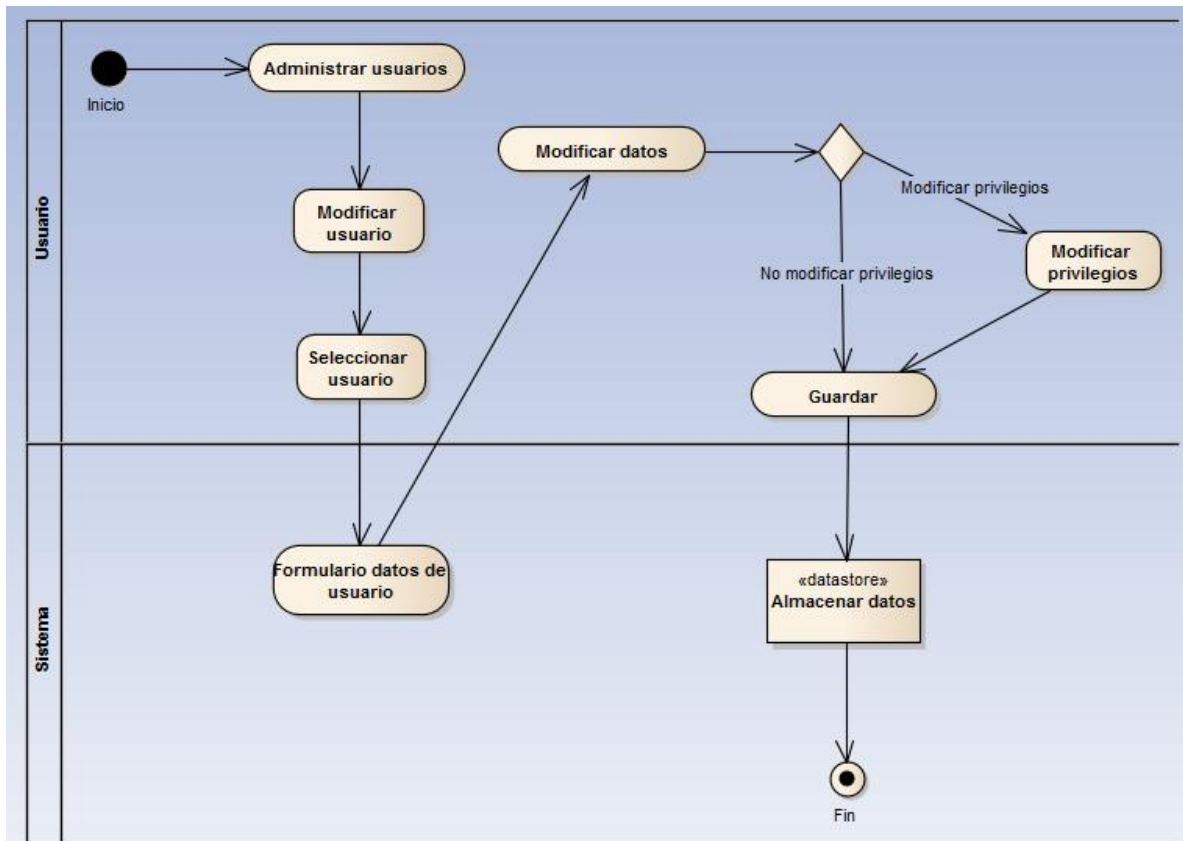 Usuario
Inicio
Administrar usuarios
Modificar
usuario
Seleccionar
usuario
Modificar datos
Modificar privilegios
No modificar privilegios
Modificar
privilegios
Guardar
Sistema
Formulario datos de
usuario
«datastore»
Almacenar datos
Fin